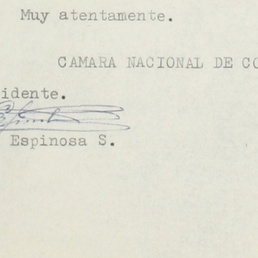 Muy atentamente.
CAMARA NACIONAL DE CO
idente.
Espinosa S.